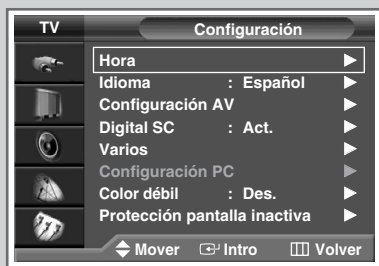 TV Configuración
Hora
Idioma : Español
Configuración AV
Digital SC : Act.
Varios
Configuración PC
Color débil : Des.
Protección pantalla inactiva
Mover Intro Volver